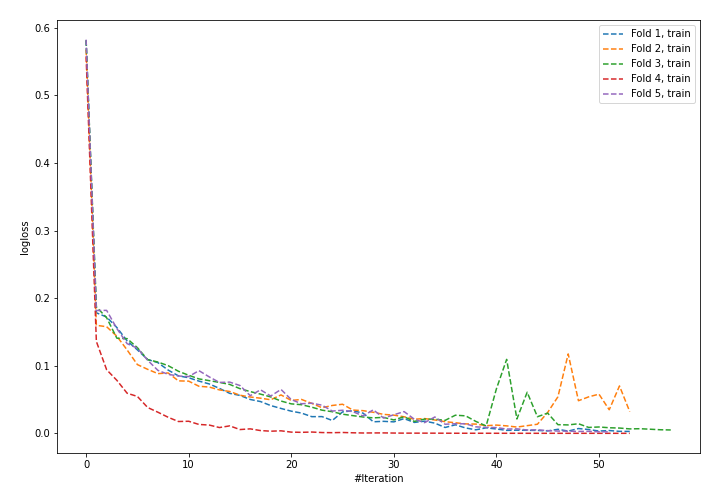 0.6
0.5
0.4
0.3
0.2
0.1
0.0
logloss
0 10 20 30 40 50
#Iteration
Fold 1, train
Fold 2, train
Fold 3, train
Fold 4, train
Fold 5, train